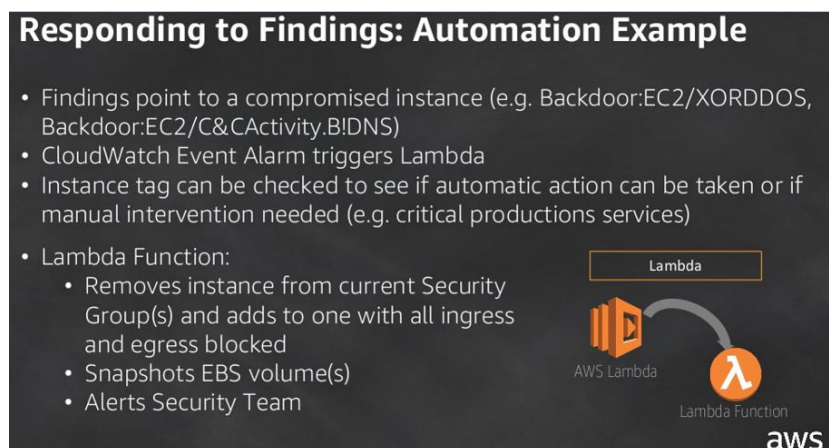 Responding to Findings: Automation Example
• Findings point to a compromised instance (e.g. Backdoor:EC2/XORDDOS,
Backdoor:EC2/C&CActivity.B!DNS)
• CloudWatch Event Alarm triggers Lambda
• Instance tag can be checked to see if automatic action can be taken or if
manual intervention needed (e.g. critical productions services)
• Lambda Function:
• Removes instance from current Security
Group(s) and adds to one with all ingress
and egress blocked
• Snapshots EBS volume(s)
• Alerts Security Team
Lambda
AWS Lambda
Lambda Function
aws